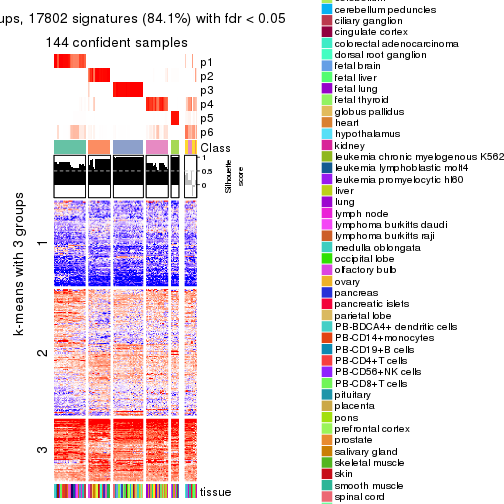 ups, 17802 signatures (84.1%) with fdr < 0.05
144 confident samples
p1
p2
p3
p4
p5
p6
Class
1
0.5
0
Silhouette
score
k-means with 3 groups
1
2
3
tissue
cerebellum peduncles
ciliary ganglion
cingulate cortex
colorectal adenocarcinoma
dorsal root ganglion
fetal brain
fetal liver
fetal lung
fetal thyroid
globus pallidus
heart
hypothalamus
kidney
leukemia chronic myelogenous K562
leukemia lymphoblastic molt4
leukemia promyelocytic hl60
liver
lung
lymph node
lymphoma burkitts daudi
lymphoma burkitts raji
medulla oblongata
occipital lobe
olfactory bulb
ovary
pancreas
pancreatic islets
parietal lobe
PB-BDCA4+ dendritic cells
PB-CD14+monocytes
PB-CD19+B cells
PB-CD4+T cells
PB-CD56+NK cells
PB-CD8+T cells
pituitary
placenta
pons
prefrontal cortex
prostate
salivary gland
skeletal muscle
skin
smooth muscle
spinal cord